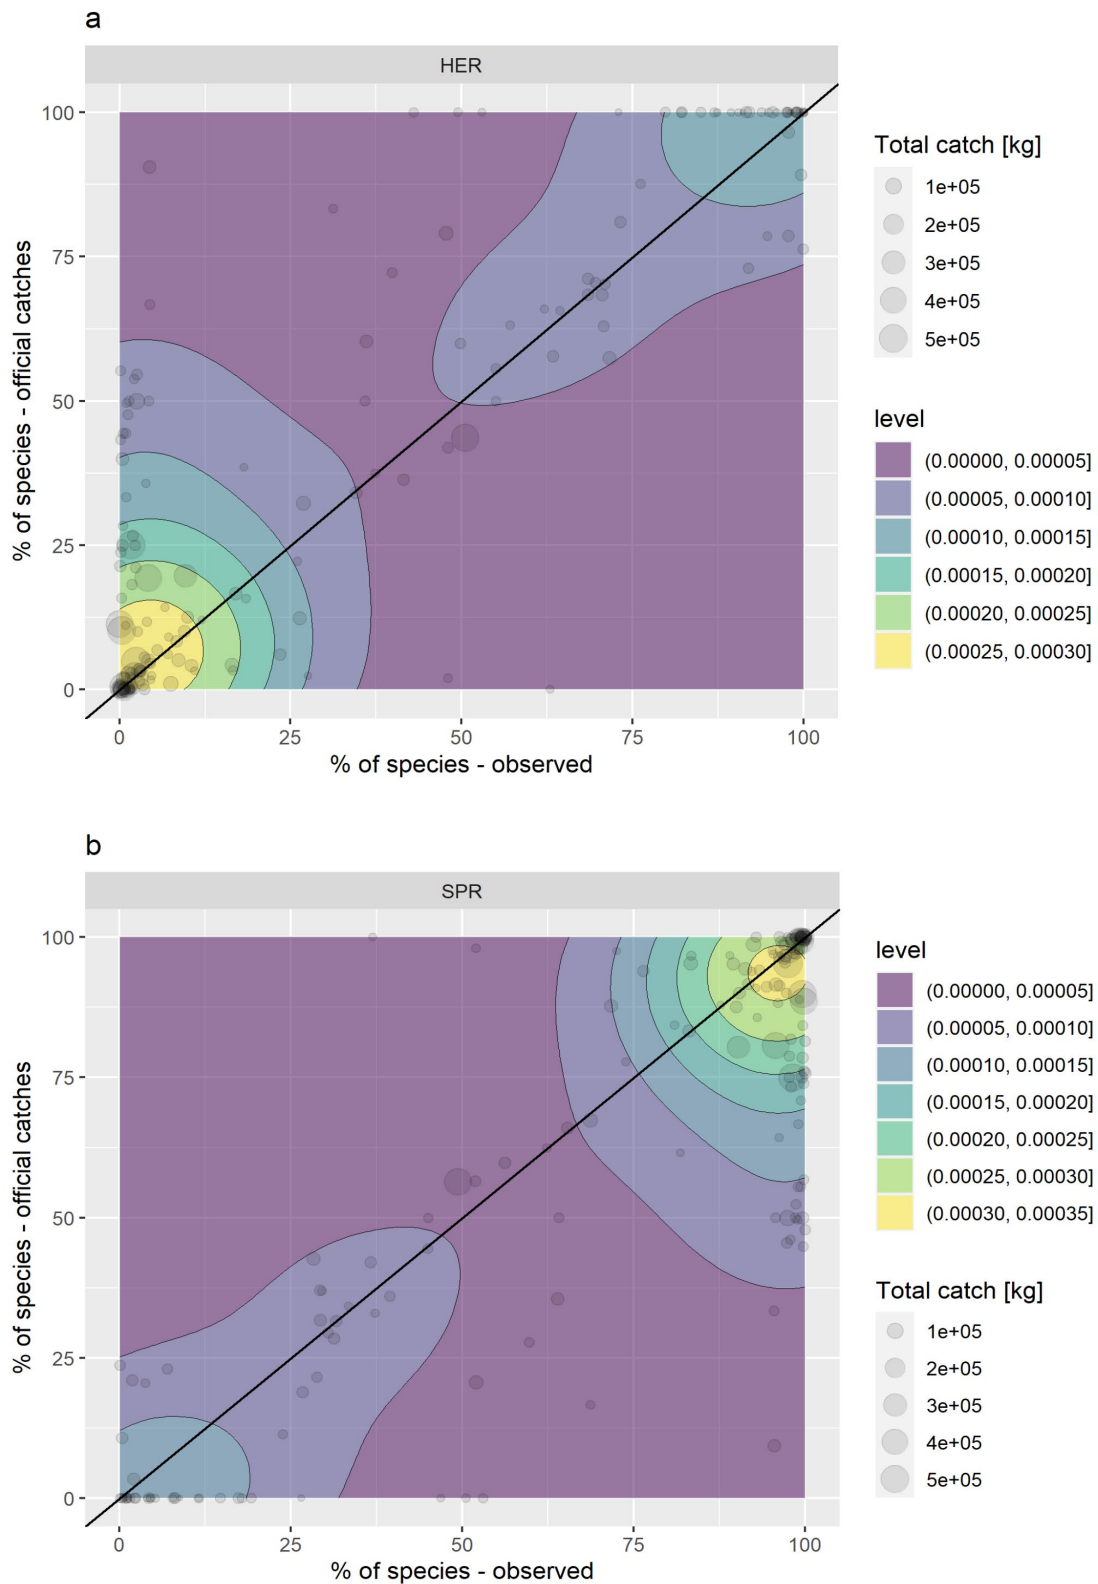 a
HER
100
75
50
25
0
% of species - official catches
0 25 50 75 100
% of species - observed
Total catch [kg]
1e+05
2e+05
3e+05
4e+05
5e+05
level
(0.00000, 0.00005]
(0.00005, 0.00010]
(0.00010, 0.00015]
(0.00015, 0.00020]
(0.00020, 0.00025]
(0.00025, 0.00030]
b
SPR
100
75
50
25
0
% of species - official catches
0 25 50 75 100
% of species - observed
level
(0.00000, 0.00005]
(0.00005, 0.00010]
(0.00010, 0.00015]
(0.00015, 0.00020]
(0.00020, 0.00025]
(0.00025, 0.00030]
(0.00030, 0.00035]
Total catch [kg]
1e+05
2e+05
3e+05
4e+05
5e+05